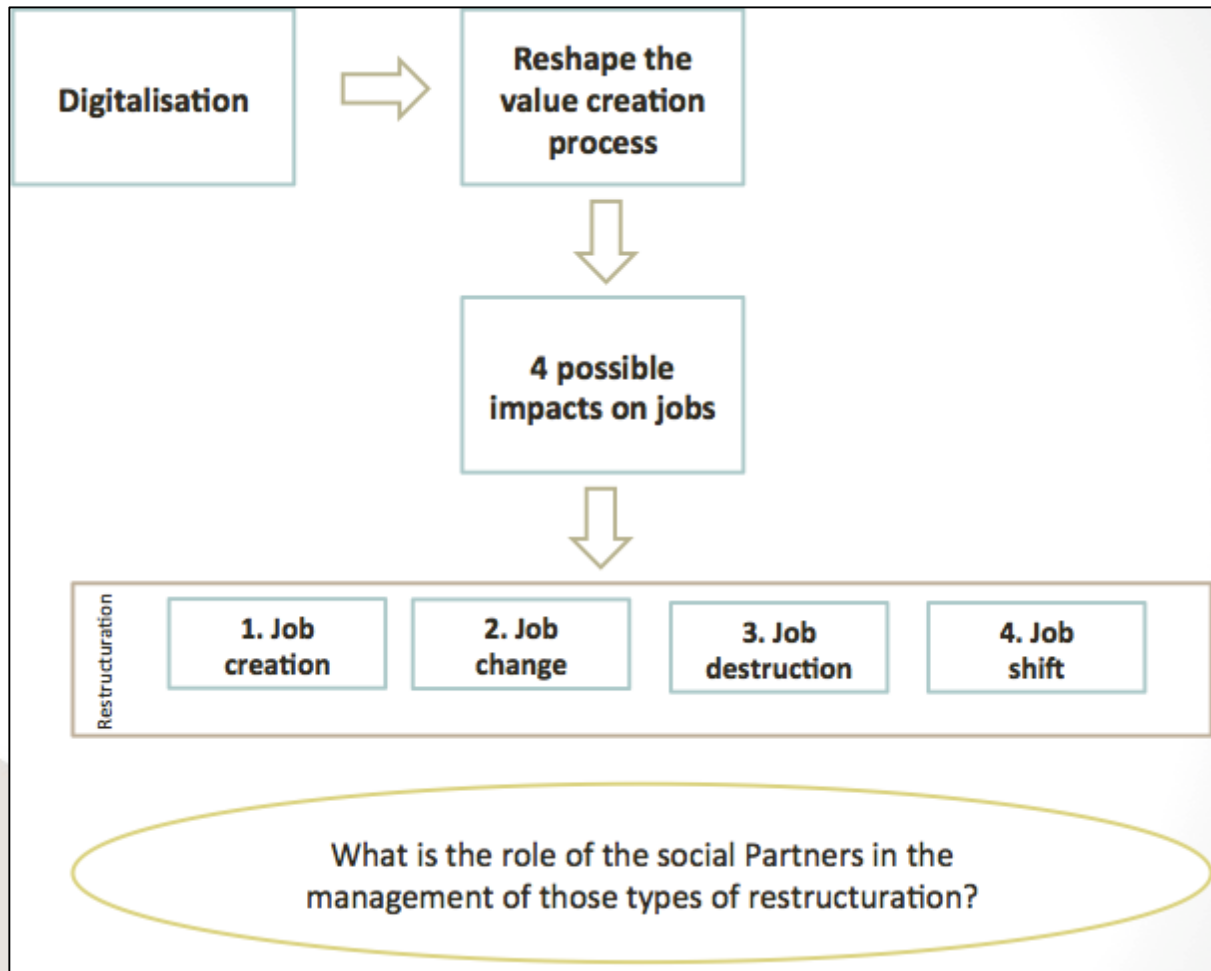 Digitalisation
Reshape the
value creation
process
4 possible
impacts on jobs
Restructuration
1. Job
creation
2. Job
change
3. Job
destruction
4. Job
shift
What is the role of the social Partners in the
management of those types of restructuration?